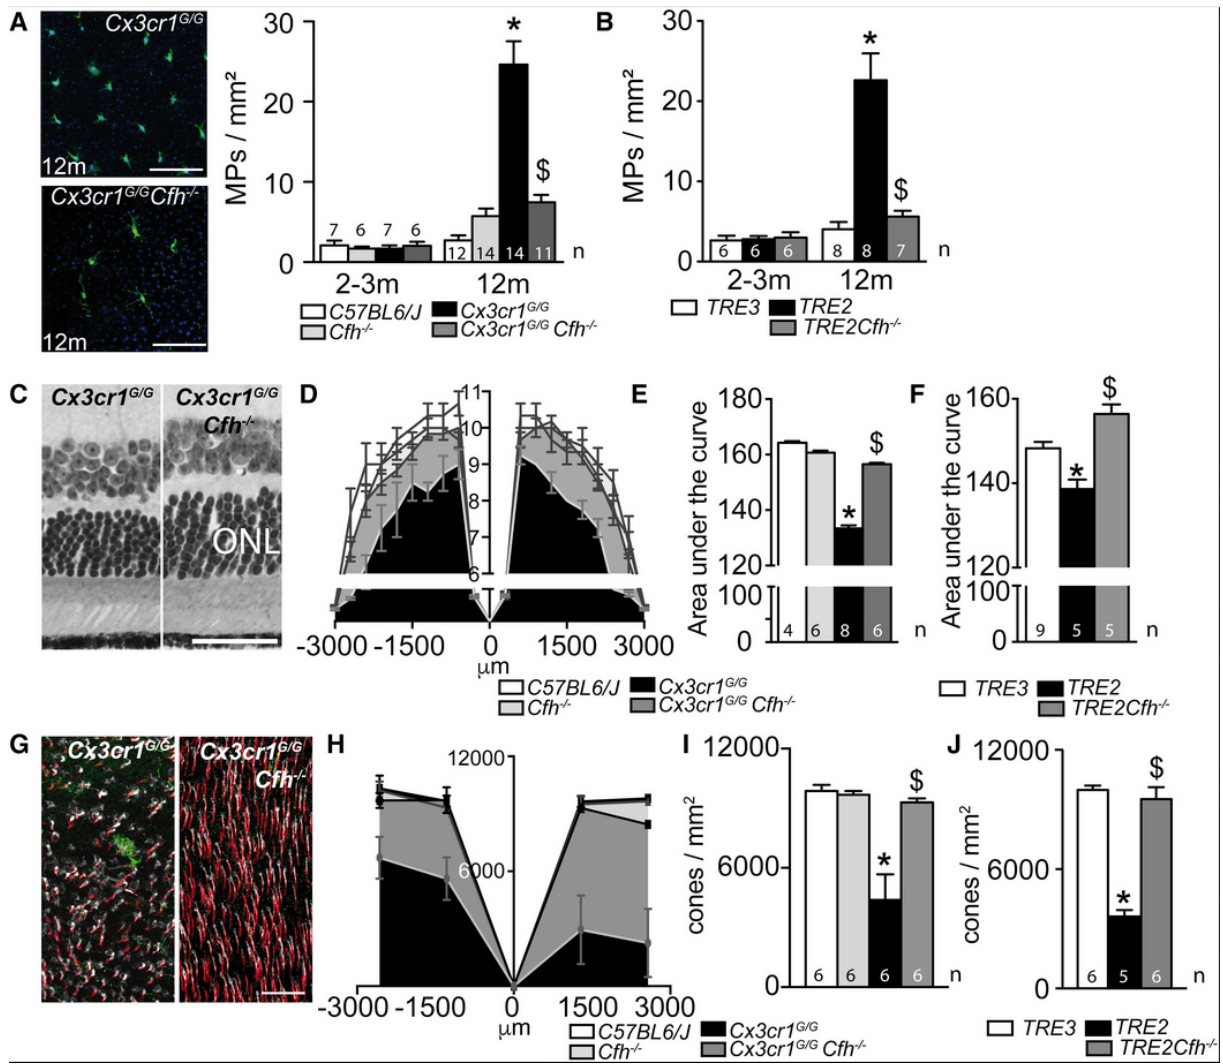 A
Cx3cr1G/G
12m
Cx3cr1G/G Cfh-/-
12m
MPs / mm²
30
20
10
0
*
$
7 6 7 6
12 14 14 11 n
2-3m 12m
C57BL6/J Cx3cr1G/G
Cfh-/- Cx3cr1G/G Cfh-/-
B
MPs / mm²
30
20
10
0
*
$
6 6 6 8 8 7 n
2-3m 12m
TRE3 TRE2
TRE2Cfh-/-
C
Cx3cr1G/G
Cx3cr1G/G
Cfh-/-
ONL
D
11
10
9
8
7
6
-3000 -1500 0 1500 3000
μm
E
Area under the curve
180
160
140
120
100
0
*
$
4 6 8 6 n
C57BL6/J Cx3cr1G/G
Cfh-/- Cx3cr1G/G Cfh-/-
F
Area under the curve
160
140
120
100
0
*
$
9 5 5 n
TRE3 TRE2
TRE2Cfh-/-
G
Cx3cr1G/G
Cx3cr1G/G
Cfh-/-
H
12000
6000
-3000 -1500 0 1500 3000
μm
C57BL6/J Cx3cr1G/G
Cfh-/- Cx3cr1G/G Cfh-/-
I
cones / mm²
12000
6000
0
*
$
6 6 6 6 n
J
cones / mm²
12000
6000
0
*
$
6 5 6 n
TRE3 TRE2
TRE2Cfh-/-